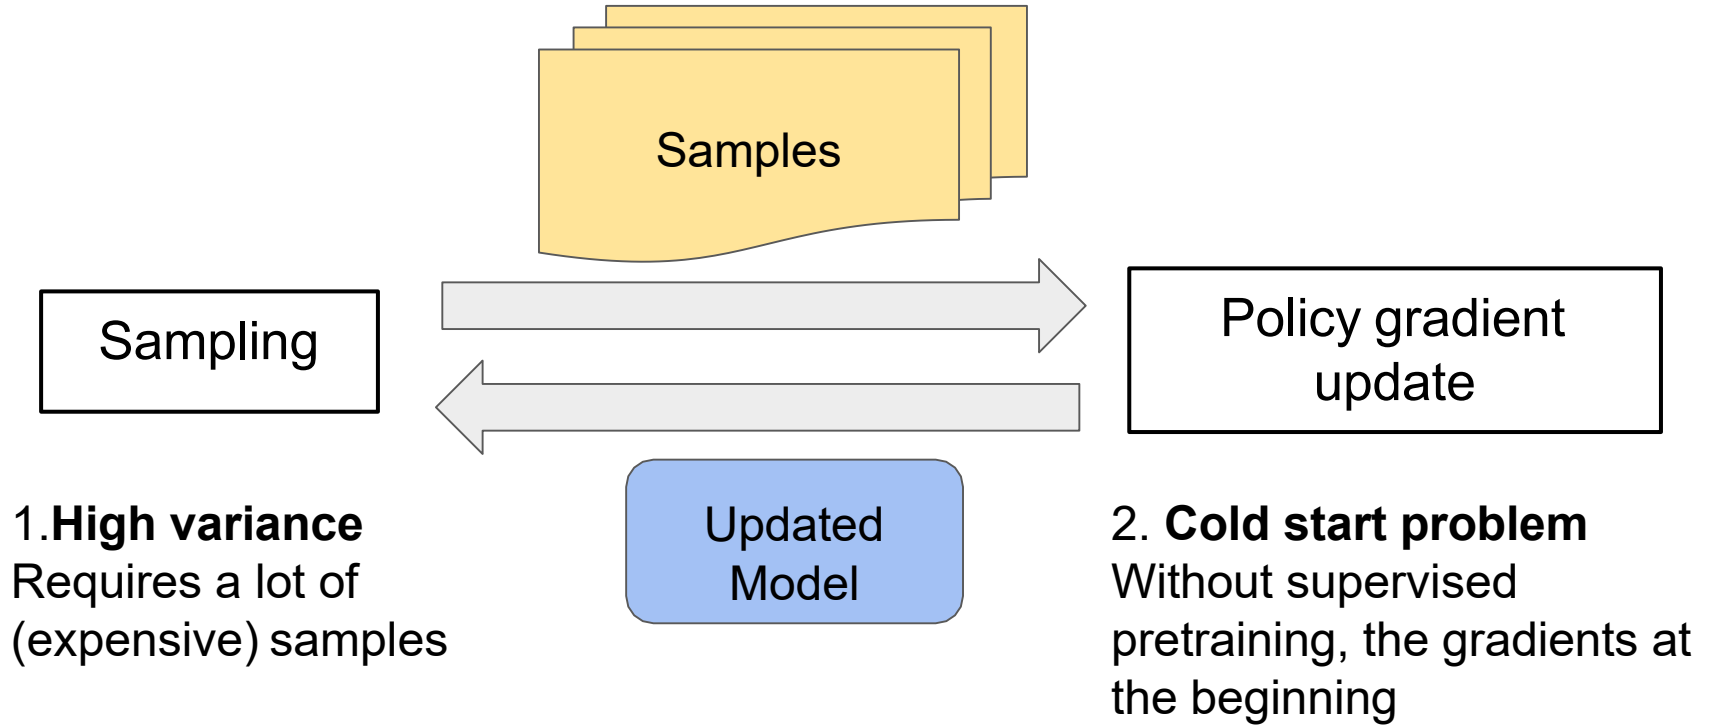 Samples
Sampling
Policy gradient
update
Updated
Model
1.High variance
Requires a lot of
(expensive) samples
2. Cold start problem
Without supervised
pretraining, the gradients at
the beginning